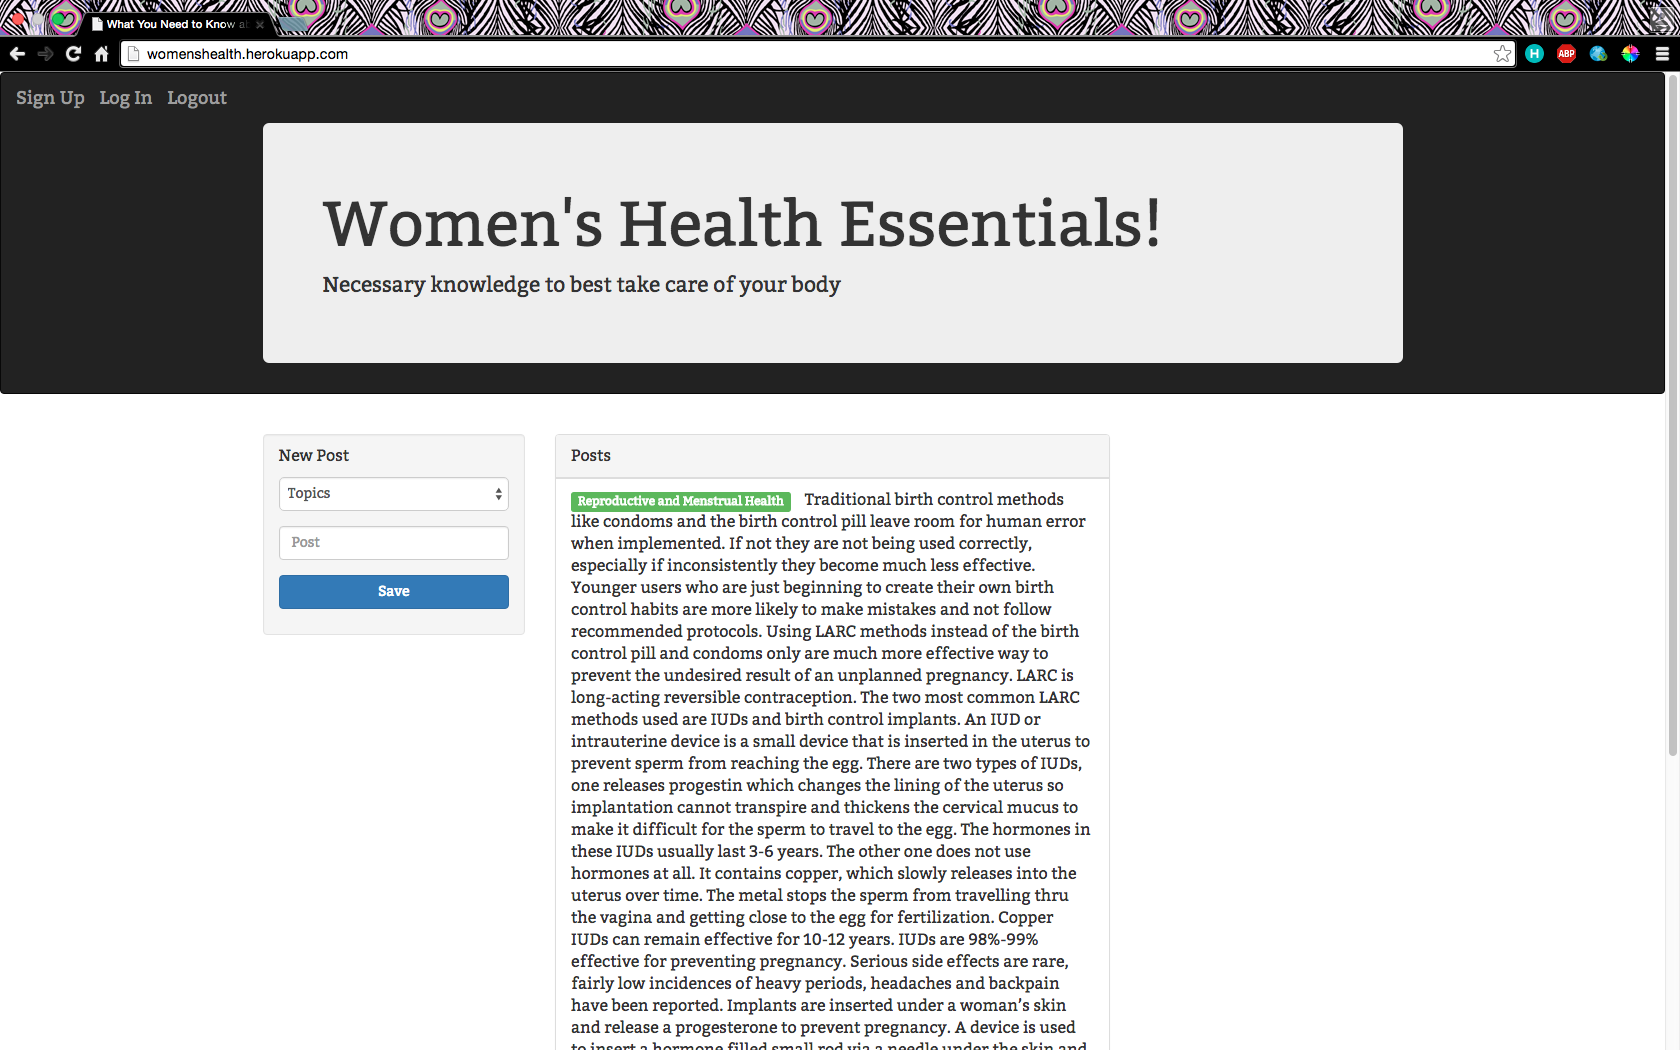 What You Need to Know a
womenshealth.herokuapp.com
H
ABP
Sign Up Log In Logout
Women's Health Essentials!
Necessary knowledge to best take care of your body
New Post
Topics
Post
Save
Posts
Reproductive and Menstrual Health Traditional birth control methods
like condoms and the birth control pill leave room for human error
when implemented. If not they are not being used correctly,
especially if inconsistently they become much less effective.
Younger users who are just beginning to create their own birth
control habits are more likely to make mistakes and not follow
recommended protocols. Using LARC methods instead of the birth
control pill and condoms only are much more effective way to
prevent the undesired result of an unplanned pregnancy. LARC is
long-acting reversible contraception. The two most common LARC
methods used are IUDs and birth control implants. An IUD or
intrauterine device is a small device that is inserted in the uterus to
prevent sperm from reaching the egg. There are two types of IUDs,
one releases progestin which changes the lining of the uterus so
implantation cannot transpire and thickens the cervical mucus to
make it difficult for the sperm to travel to the egg. The hormones in
these IUDs usually last 3-6 years. The other one does not use
hormones at all. It contains copper, which slowly releases into the
uterus over time. The metal stops the sperm from travelling thru
the vagina and getting close to the egg for fertilization. Copper
IUDs can remain effective for 10-12 years. IUDs are 98%-99%
effective for preventing pregnancy. Serious side effects are rare,
fairly low incidences of heavy periods, headaches and backpain
have been reported. Implants are inserted under a woman’s skin
and release a progesterone to prevent pregnancy. A device is used
to insert a hormone filled small rod via a needle under the skin and